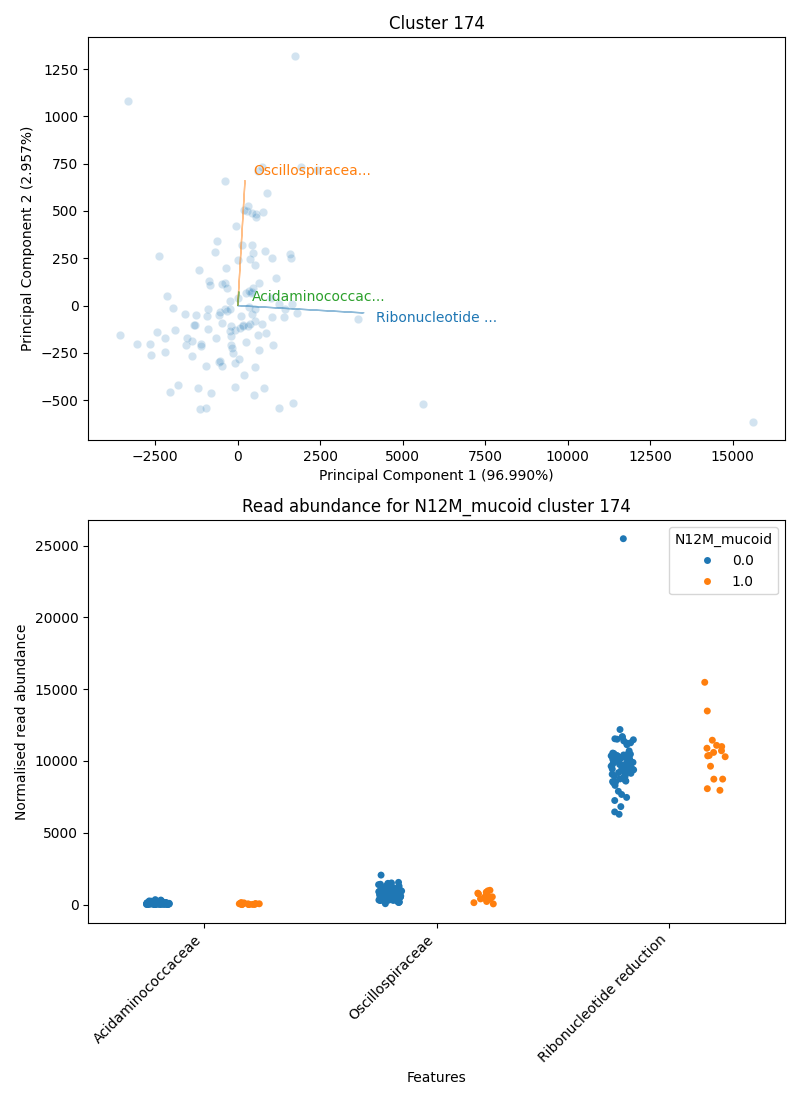 Cluster 174
1250
1000
750
500
250
0
−250
−500
Principal Component 2 (2.957%)
Oscillospiracea...
Acidaminococcac...
Ribonucleotide ...
−2500
0
2500
5000
7500
10000
12500
15000
Principal Component 1 (96.990%)
Read abundance for N12M_mucoid cluster 174
25000
20000
15000
10000
5000
0
Normalised read abundance
N12M_mucoid
0.0
1.0
Acidaminococcaceae
Oscillospiraceae
Ribonucleotide reduction
Features